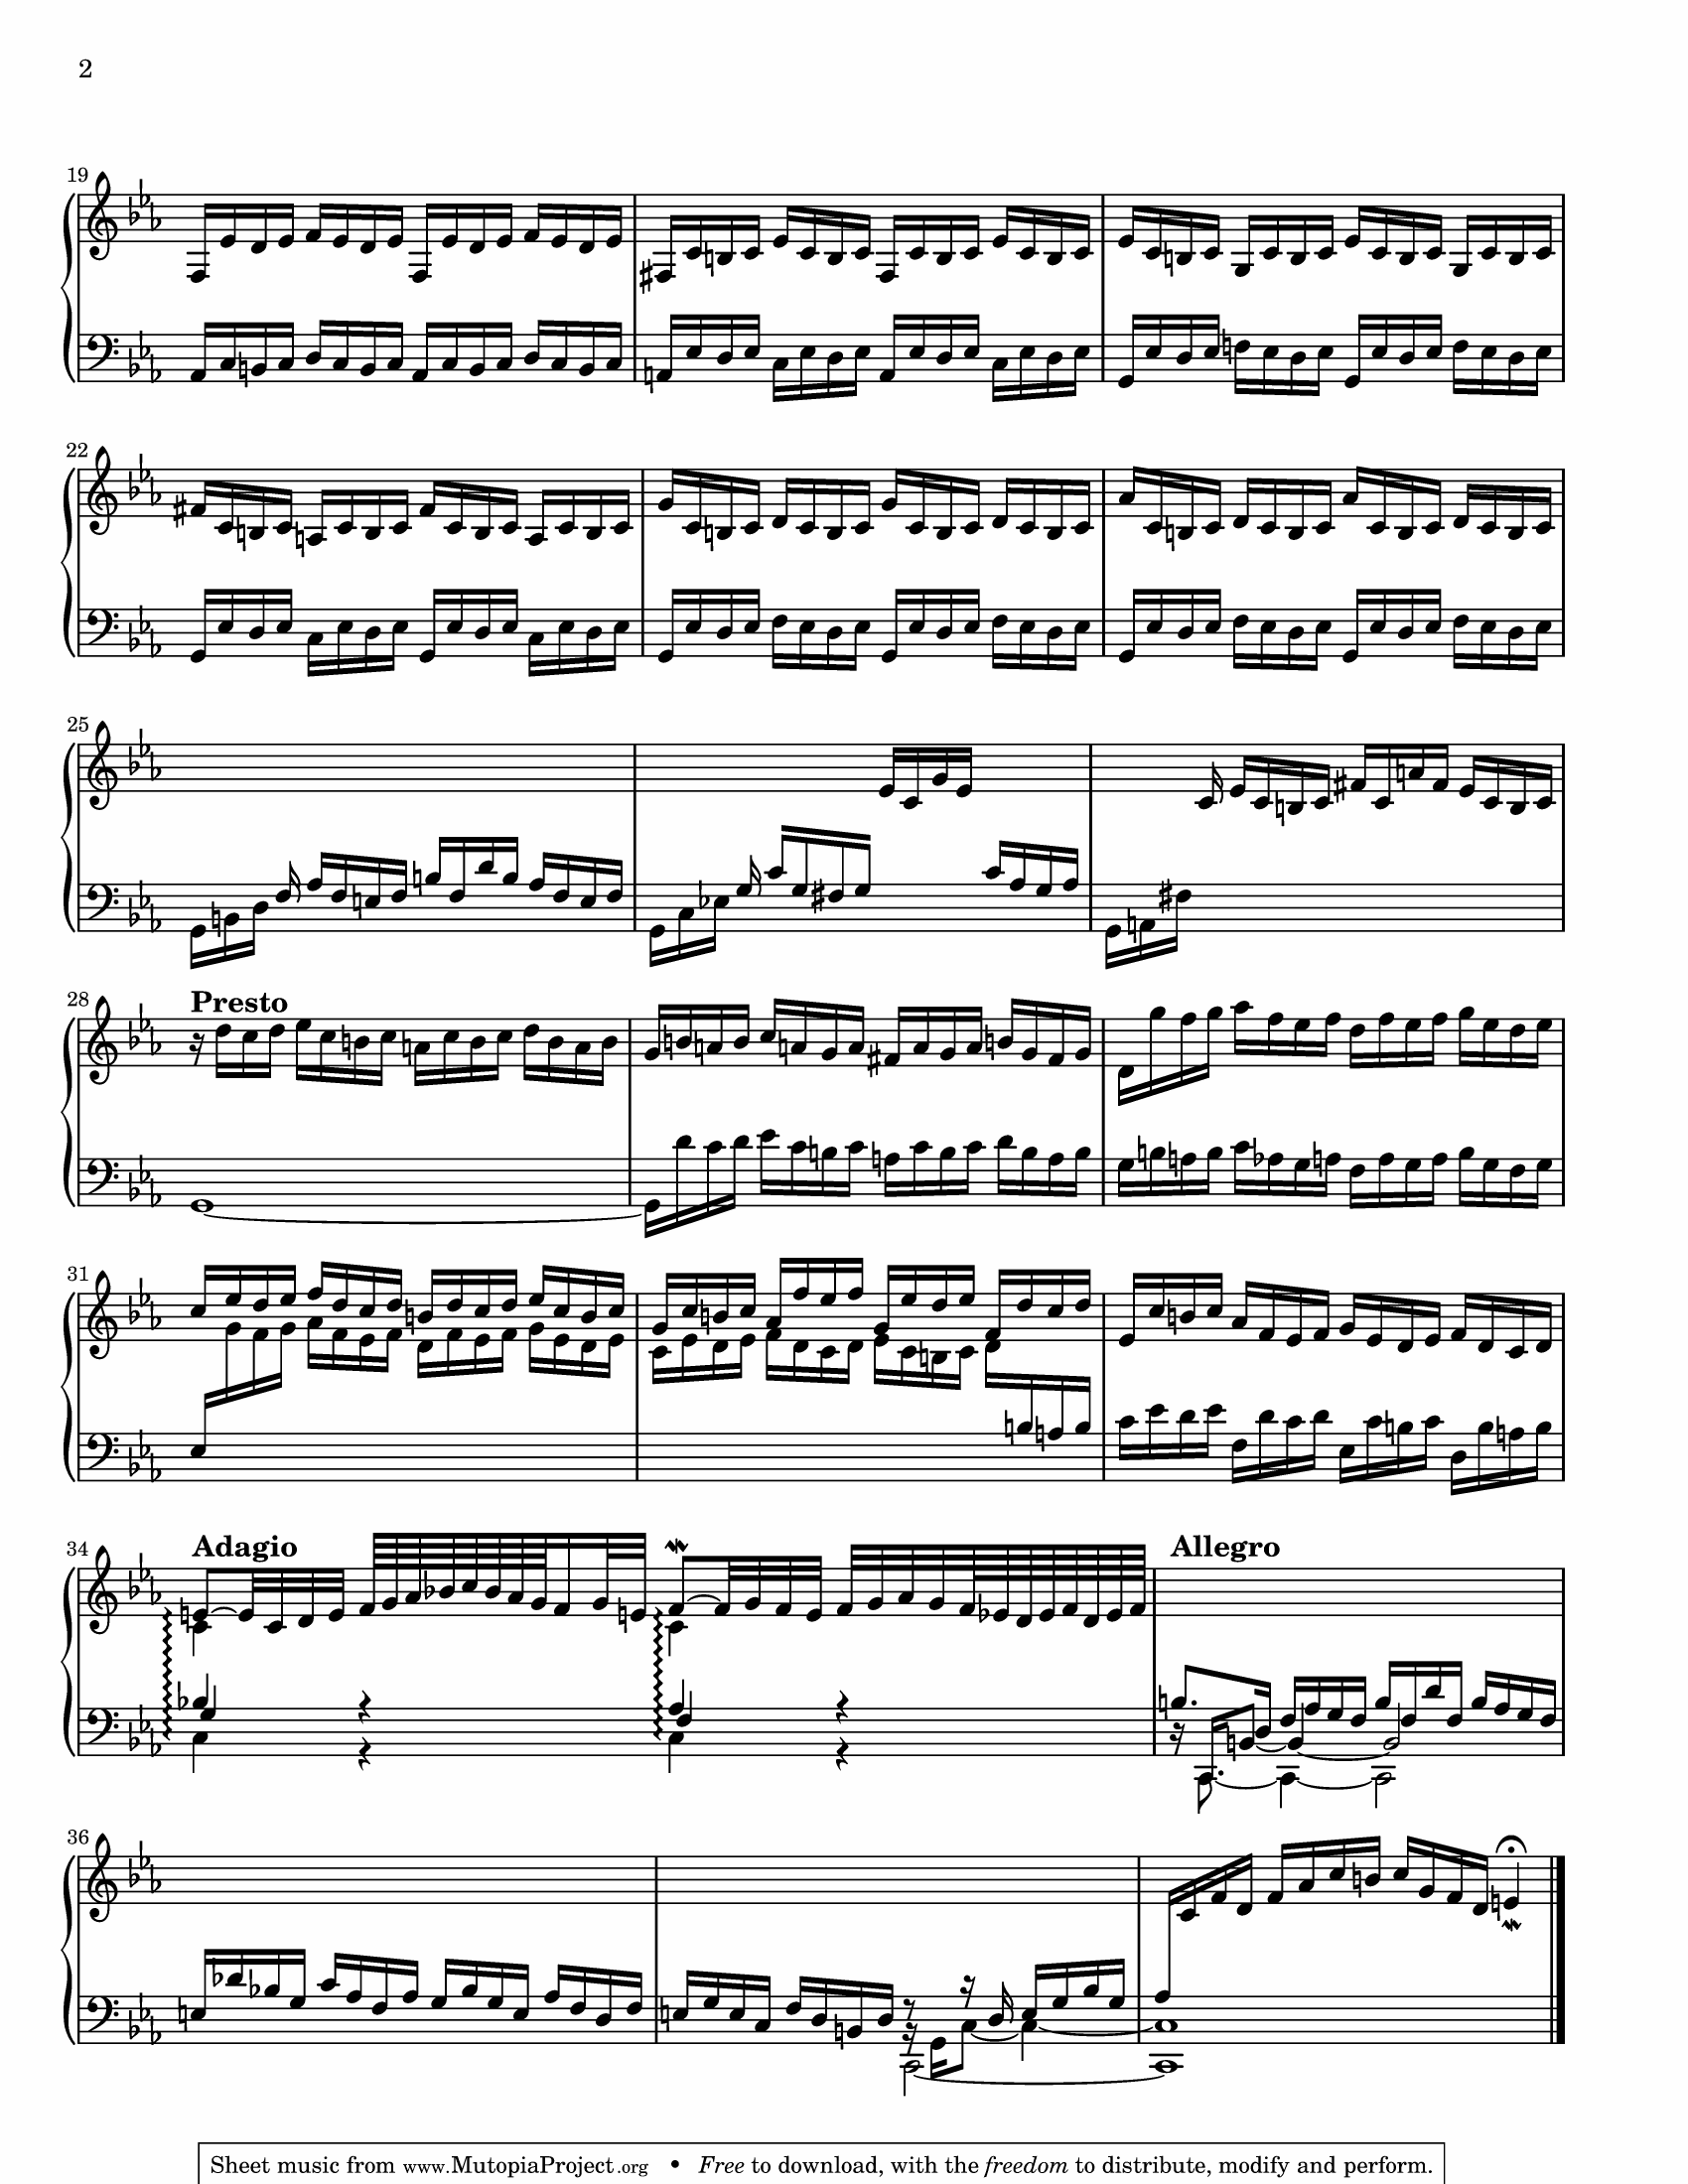 2
19
22
25
28
Presto
31
34
Adagio
Allegro
36
Sheet music from www.MutopiaProject.org • Free to download, with the freedom to distribute, modify and perform.